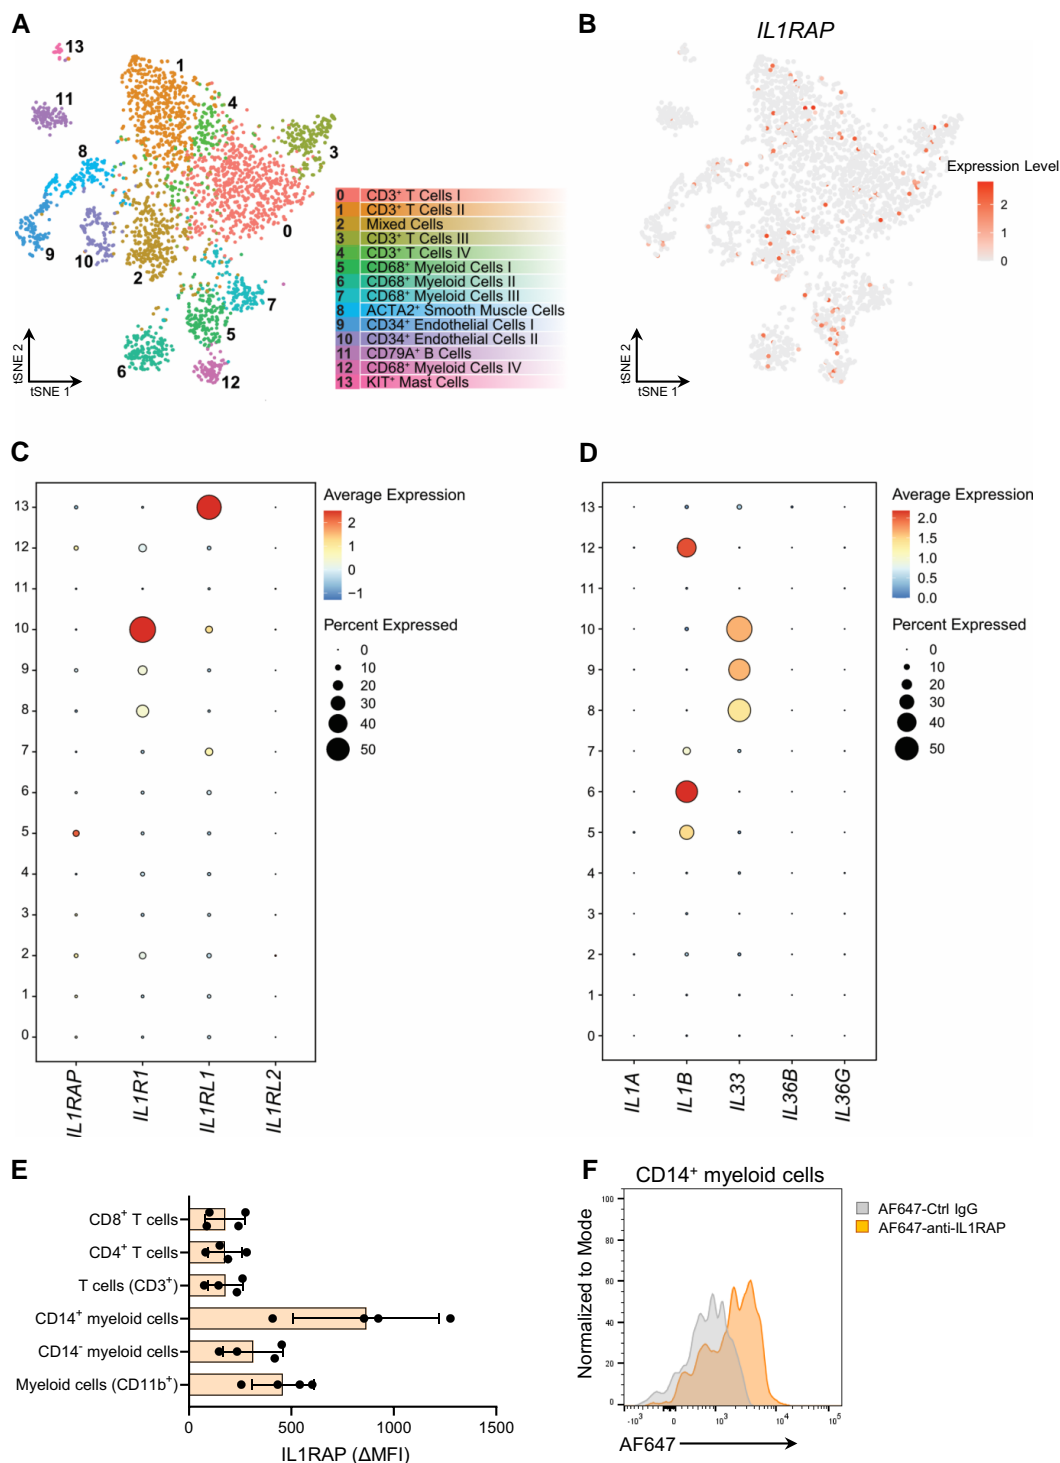 A
13
1
11
4
8
3
0
9
10
2
7
5
6
12
tSNE 2
tSNE 1
0 CD3⁺ T Cells I
1 CD3⁺ T Cells II
2 Mixed Cells
3 CD3⁺ T Cells III
4 CD3⁺ T Cells IV
5 CD68⁺ Myeloid Cells I
6 CD68⁺ Myeloid Cells II
7 CD68⁺ Myeloid Cells III
8 ACTA2⁺ Smooth Muscle Cells
9 CD34⁺ Endothelial Cells I
10 CD34⁺ Endothelial Cells II
11 CD79A⁺ B Cells
12 CD68⁺ Myeloid Cells IV
13 KIT⁺ Mast Cells
B
IL1RAP
Expression Level
2
1
0
tSNE 2
tSNE 1
C
13
12
11
10
9
8
7
6
5
4
3
2
1
0
IL1RAP
IL1R1
IL1RL1
IL1RL2
Average Expression
2
1
0
−1
Percent Expressed
0
10
20
30
40
50
D
13
12
11
10
9
8
7
6
5
4
3
2
1
0
IL1A
IL1B
IL33
IL36B
IL36G
Average Expression
2.0
1.5
1.0
0.5
0.0
Percent Expressed
0
10
20
30
40
50
E
CD8⁺ T cells
CD4⁺ T cells
T cells (CD3⁺)
CD14⁺ myeloid cells
CD14⁻ myeloid cells
Myeloid cells (CD11b⁺)
0 500 1000 1500
IL1RAP (ΔMFI)
F
CD14⁺ myeloid cells
Normalized to Mode
100
80
60
40
20
0
-10³ 0 10³ 10⁴ 10⁵
AF647
AF647-Ctrl IgG
AF647-anti-IL1RAP